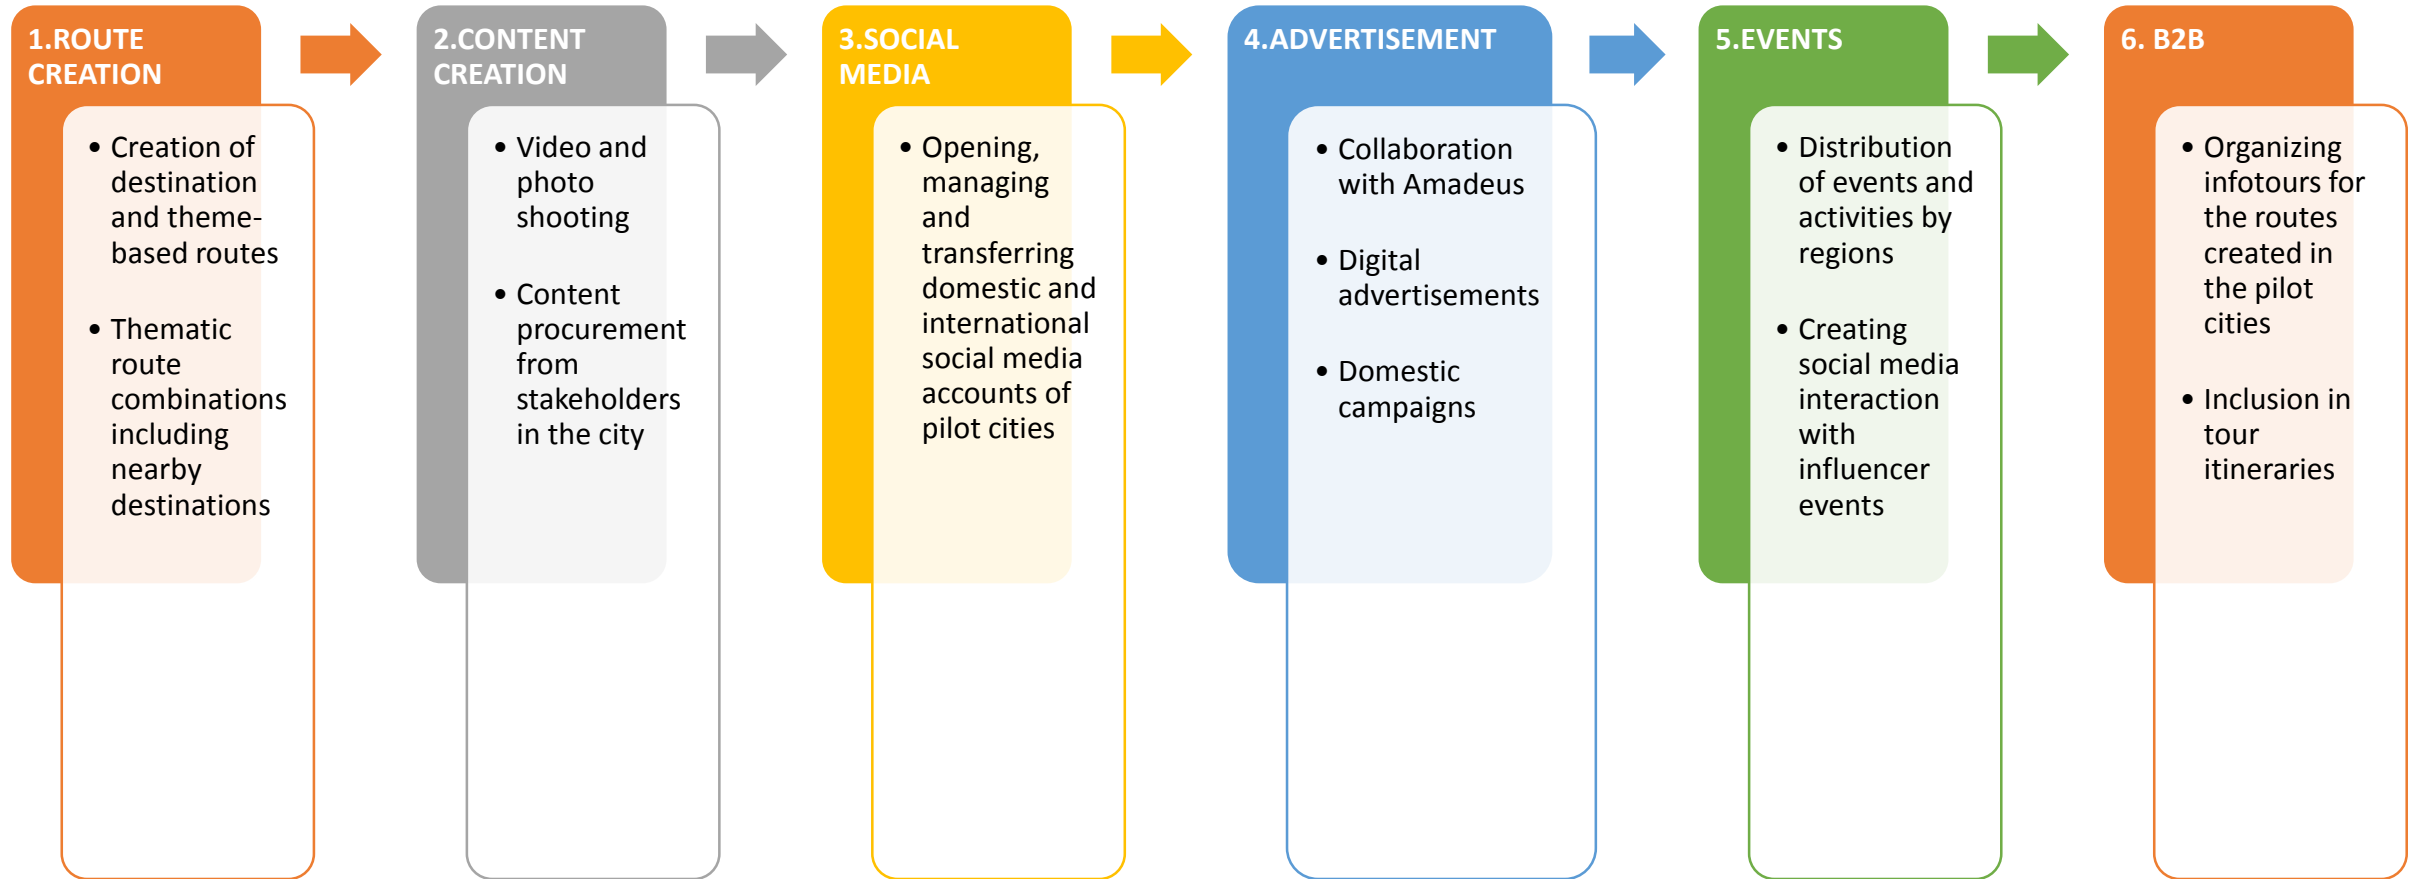 1.ROUTE
CREATION
• Creation of
destination
and theme-
based routes
• Thematic
route
combinations
including
nearby
destinations
2.CONTENT
CREATION
• Video and
photo
shooting
• Content
procurement
from
stakeholders
in the city
3.SOCIAL
MEDIA
• Opening,
managing
and
transferring
domestic and
international
social media
accounts of
pilot cities
4.ADVERTISEMENT
• Collaboration
with Amadeus
• Digital
advertisements
• Domestic
campaigns
5.EVENTS
• Distribution
of events and
activities by
regions
• Creating
social media
interaction
with
influencer
events
6. B2B
• Organizing
infotours for
the routes
created in
the pilot
cities
• Inclusion in
tour
itineraries